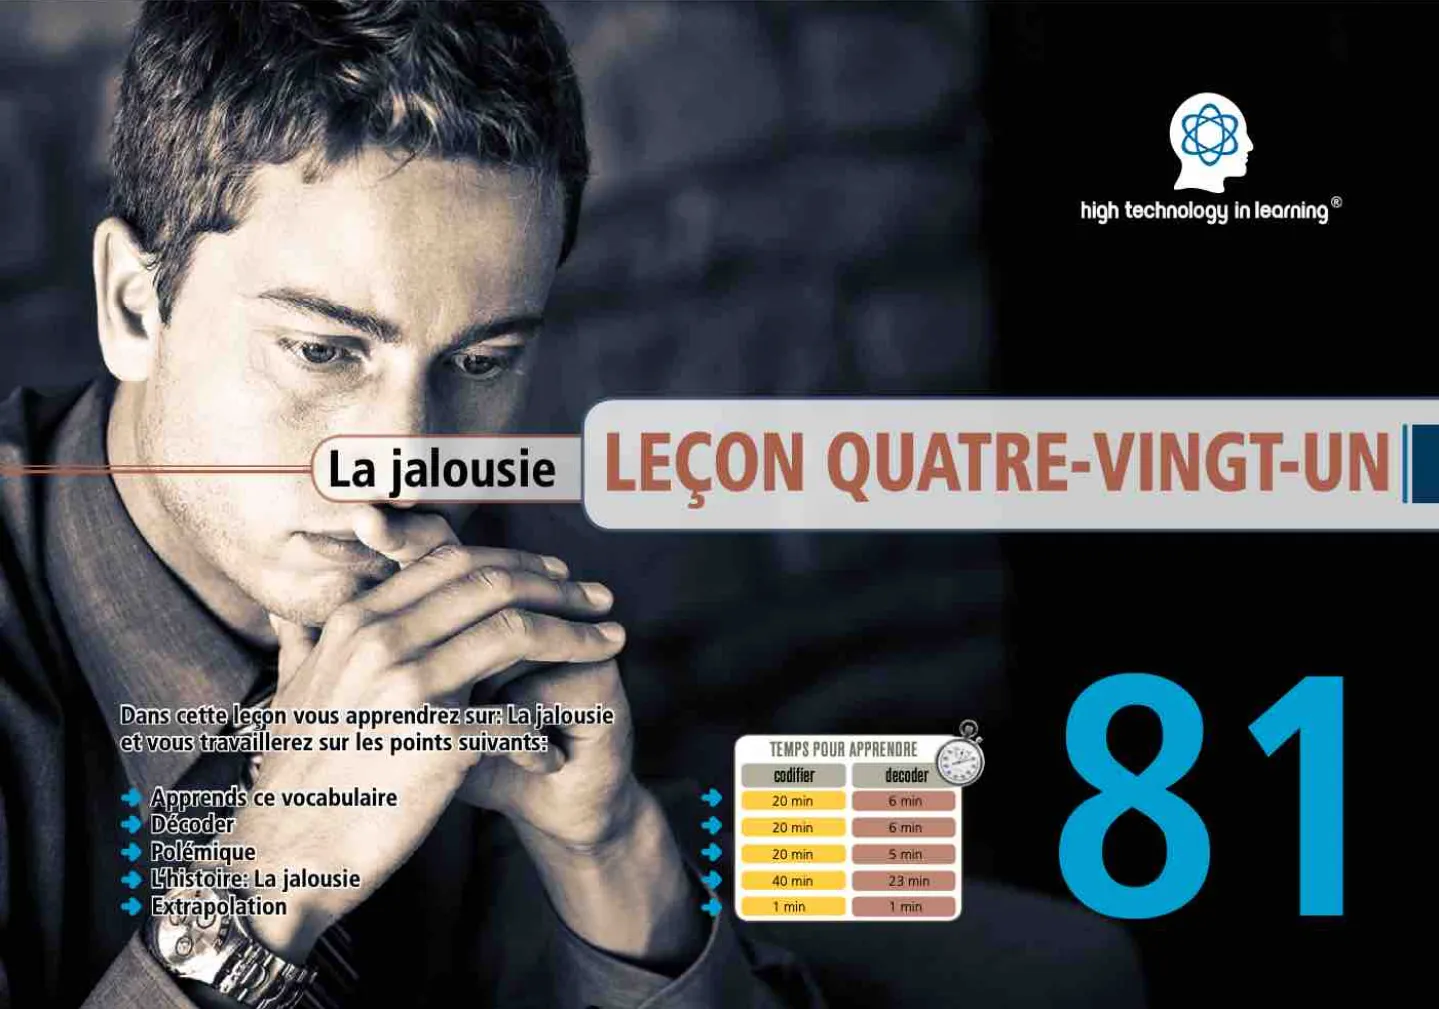 high technology in learning®
La jalousie
LEÇON QUATRE-VINGT-UN
Dans cette leçon vous apprendrez sur: La jalousie
et vous travaillerez sur les points suivants:
Apprends ce vocabulaire
Décoder
Polémique
L'histoire: La jalousie
Extrapolation
TEMPS POUR APPRENDRE
codifier decoder
20 min 6 min
20 min 6 min
20 min 5 min
40 min 23 min
1 min 1 min
81